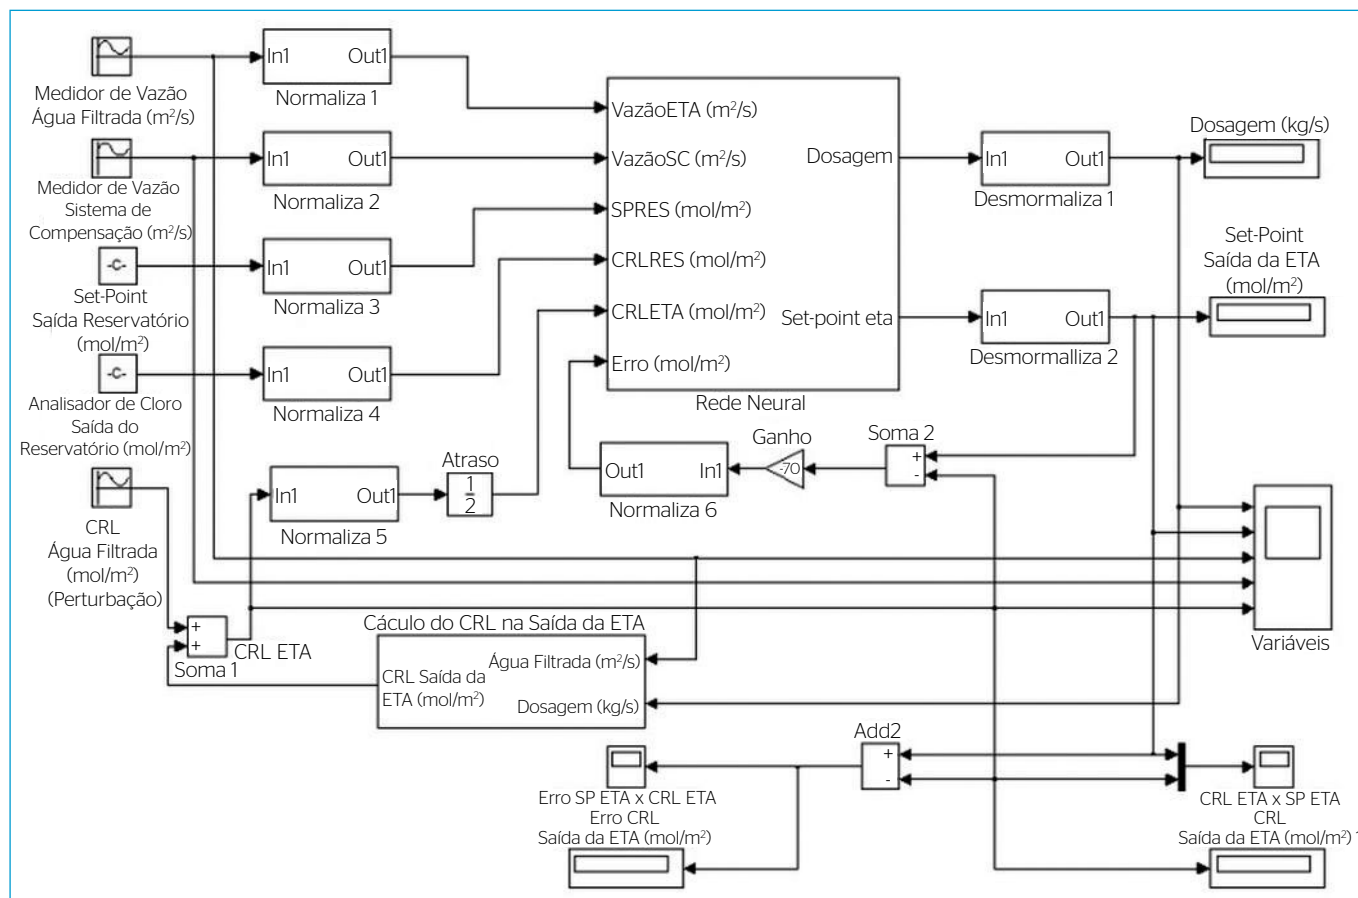 In1
Out1
Normaliza 1
Medidor de Vazão
Água Filtrada (m²/s)
In1
Out1
Normaliza 2
Medidor de Vazão
Sistema de
Compensação (m²/s)
-C-
In1
Out1
Normaliza 3
Set-Point
Saída Reservatório
(mol/m²)
-C-
In1
Out1
Normaliza 4
Analisador de Cloro
Saída do
Reservatório (mol/m²)
VazãoETA (m²/s)
VazãoSC (m²/s)
SPRES (mol/m²)
CRLRES (mol/m²)
CRLETA (mol/m²)
Erro (mol/m²)
Dosagem
Set-point eta
Rede Neural
In1
Out1
Desmormaliza 1
Dosagem (kg/s)
Set-Point
Saída da ETA
(mol/m²)
In1
Out1
Desmormalliza 2
Soma 2
+
-
Ganho
-70
Out1
In1
Normaliza 6
Atraso
1
2
In1
Out1
Normaliza 5
CRL
Água Filtrada
(mol/m²)
(Perturbação)
+
+
Soma 1
CRL ETA
Cáculo do CRL na Saída da ETA
Água Filtrada (m²/s)
CRL Saída da
ETA (mol/m²)
Dosagem (kg/s)
Variáveis
Add2
+
-
Erro SP ETA x CRL ETA
Erro CRL
Saída da ETA (mol/m²)
CRL ETA x SP ETA
CRL
Saída da ETA (mol/m²) 1